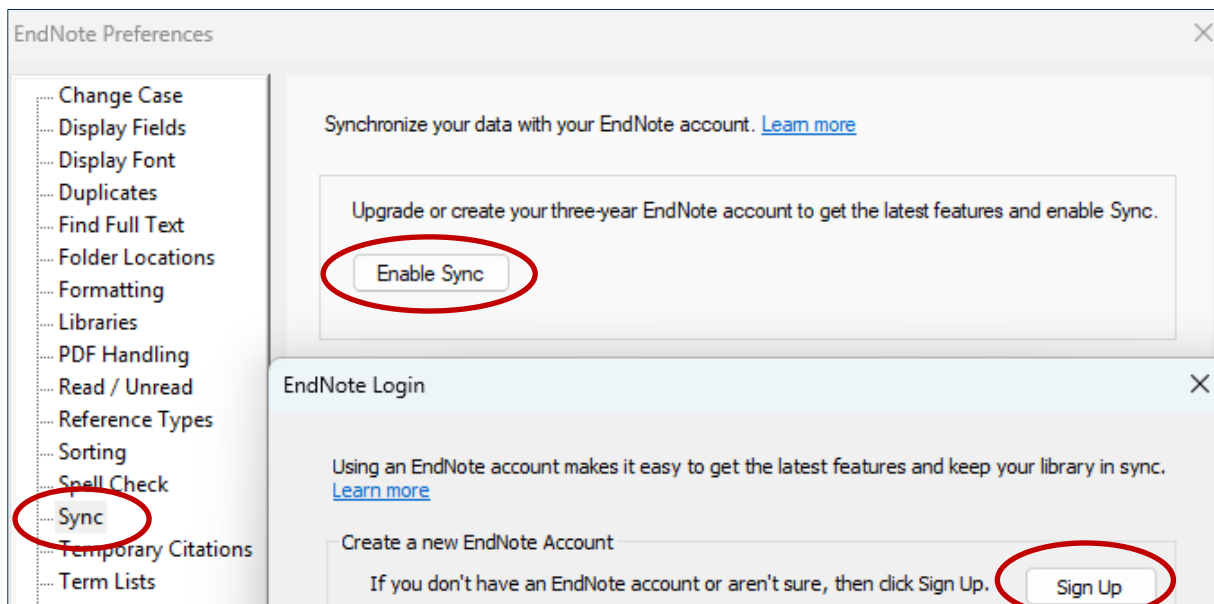 EndNote Preferences
Change Case
Display Fields
Display Font
Duplicates
Find Full Text
Folder Locations
Formatting
Libraries
PDF Handling
Read / Unread
Reference Types
Sorting
Spell Check
Sync
Temporary Citations
Term Lists
Synchronize your data with your EndNote account. Learn more
Upgrade or create your three-year EndNote account to get the latest features and enable Sync.
Enable Sync
EndNote Login
Using an EndNote account makes it easy to get the latest features and keep your library in sync.
Learn more
Create a new EndNote Account
If you don't have an EndNote account or aren't sure, then click Sign Up.
Sign Up